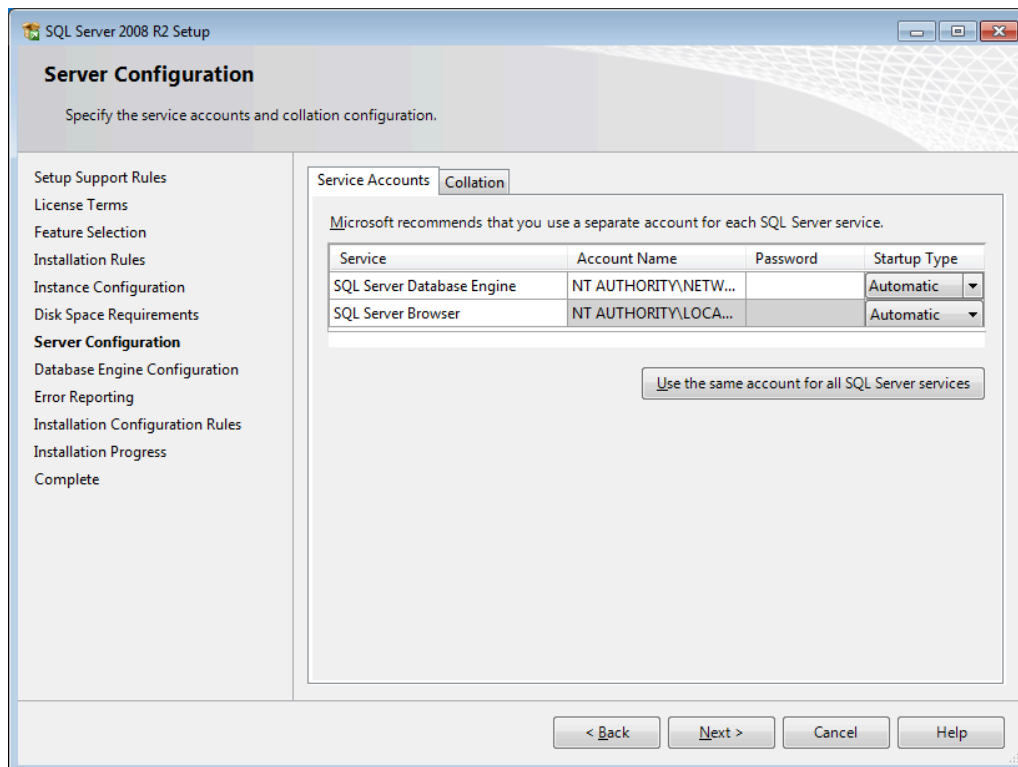 SQL Server 2008 R2 Setup
Server Configuration
Specify the service accounts and collation configuration.
Setup Support Rules
License Terms
Feature Selection
Installation Rules
Instance Configuration
Disk Space Requirements
Server Configuration
Database Engine Configuration
Error Reporting
Installation Configuration Rules
Installation Progress
Complete
Service Accounts Collation
Microsoft recommends that you use a separate account for each SQL Server service.
Service Account Name Password Startup Type
SQL Server Database Engine NT AUTHORITY\NETW... Automatic
SQL Server Browser NT AUTHORITY\LOCA... Automatic
Use the same account for all SQL Server services
< Back Next > Cancel Help